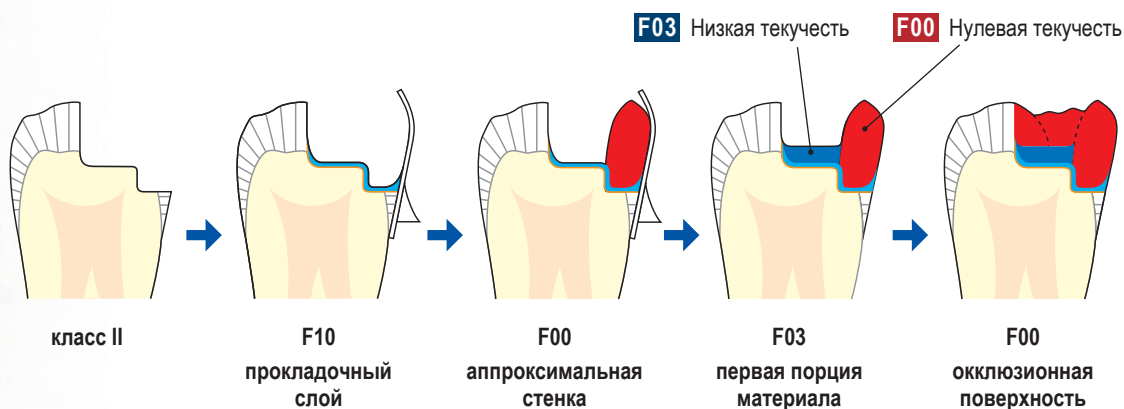 F03 Низкая текучесть
F00 Нулевая текучесть
класс II
F10
прокладочный
слой
F00
аппроксимальная
стенка
F03
первая порция
материала
F00
окклюзионная
поверхность